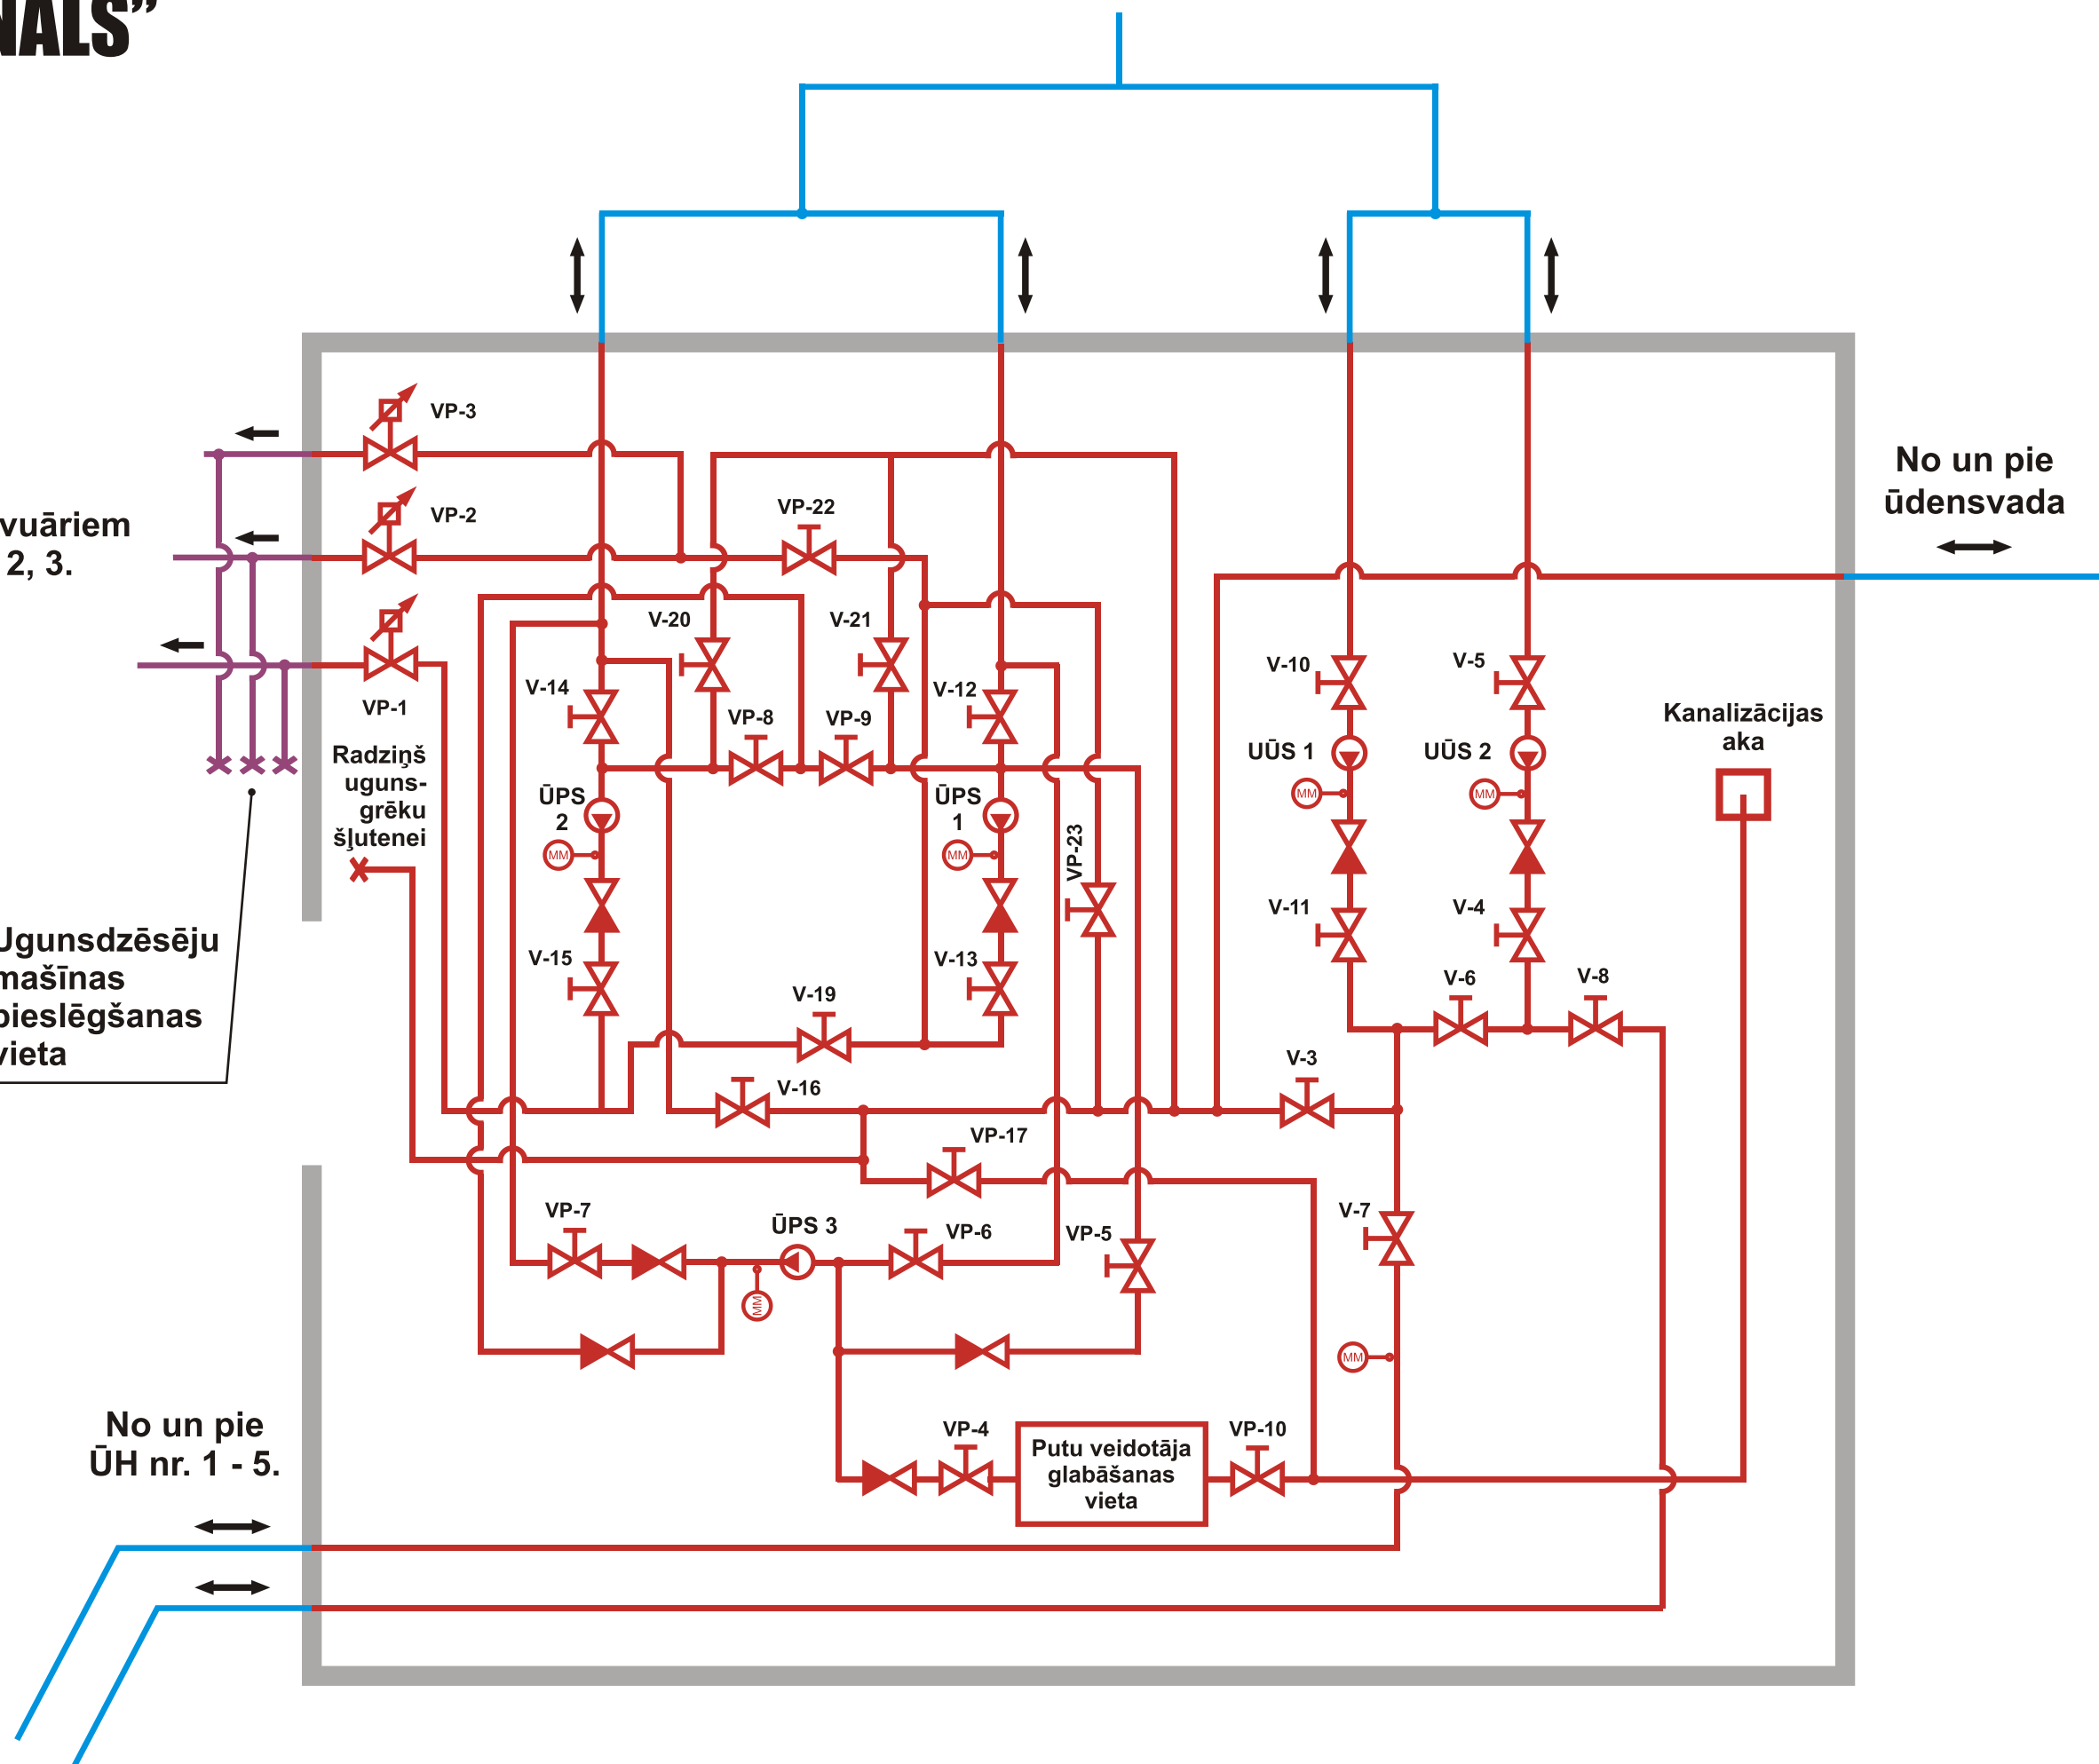 NALS”
VP-3
VP-2
vuāriem
2, 3.
VP-1
VP-22
V-20
V-21
V-14
V-12
VP-8
VP-9
V-10
V-5
No un pie
ūdensvada
Kanalizācijas
aka
Radziņš
uguns-
grēku
šļutenei
ŪPS
2
MM
ŪPS
1
MM
VP-23
UŪS 1
MM
UŪS 2
MM
V-11
V-4
V-15
V-13
V-19
V-6
V-8
Ugunsdzēsēju
mašīnas
pieslēgšanas
vieta
V-16
V-3
VP-17
VP-7
ŪPS 3
MM
VP-6
VP-5
V-7
MM
No un pie
ŪH nr. 1 - 5.
VP-4
Putu veidotāja
glabāšanas
vieta
VP-10